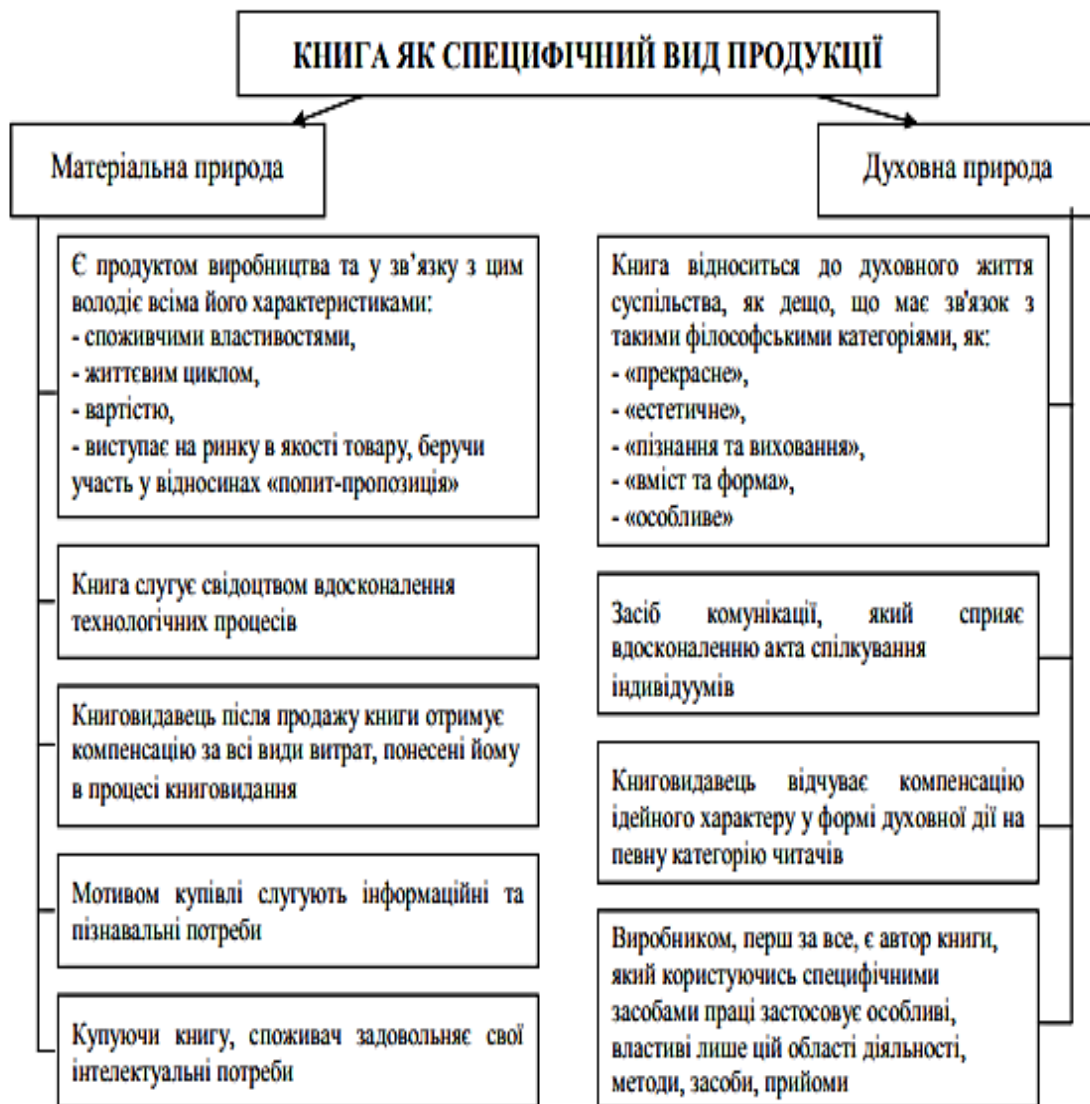 КНИГА ЯК СПЕЦИФІЧНИЙ ВИД ПРОДУКЦІЇ
Матеріальна природа
Є продуктом виробництва та у зв’язку з цим
володіє всіма його характеристиками:
- споживчими властивостями,
- життєвим циклом,
- вартістю,
- виступає на ринку в якості товару, беручи
участь у відносинах «попит-пропозиція»
Книга слугує свідоцтвом вдосконалення
технологічних процесів
Книговидавець після продажу книги отримує
компенсацію за всі види витрат, понесені йому
в процесі книговидання
Мотивом купівлі слугують інформаційні та
пізнавальні потреби
Купуючи книгу, споживач задовольняє свої
інтелектуальні потреби
Духовна природа
Книга відноситься до духовного життя
суспільства, як дещо, що має зв'язок з
такими філософськими категоріями, як:
- «прекрасне»,
- «естетичне»,
- «пізнання та виховання»,
- «вміст та форма»,
- «особливе»
Засіб комунікації, який сприяє
вдосконаленню акта спілкування
індивідуумів
Книговидавець відчуває компенсацію
ідейного характеру у формі духовної дії на
певну категорію читачів
Виробником, перш за все, є автор книги,
який користуючись специфічними
засобами праці застосовує особливі,
властиві лише цій області діяльності,
методи, засоби, прийоми